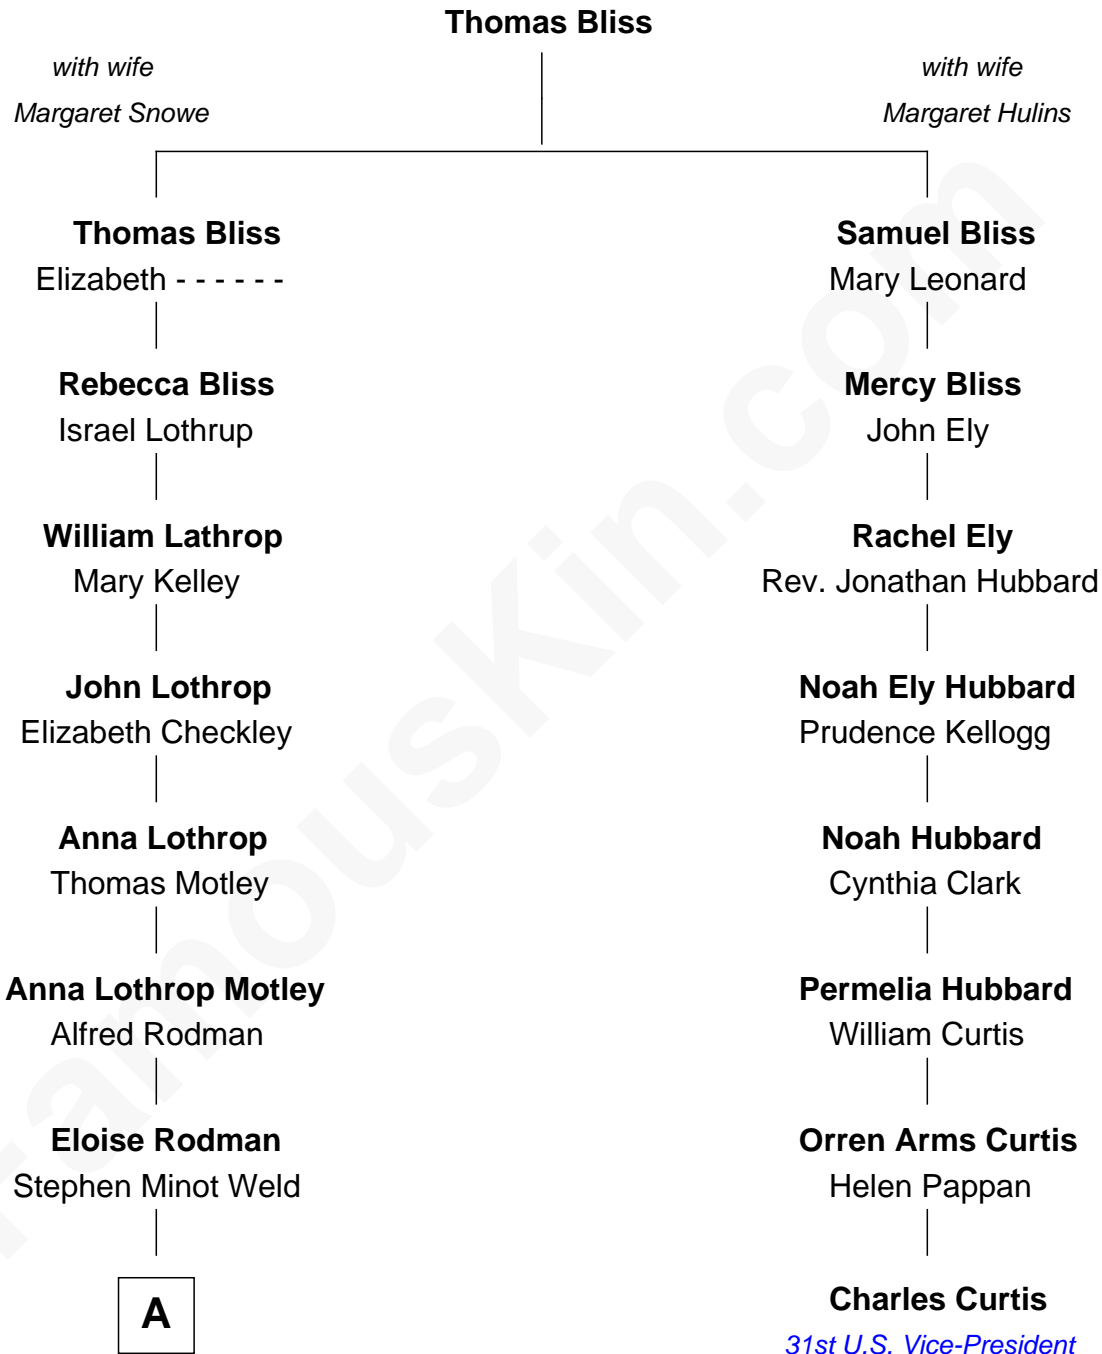 Thomas Bliss
with wife
Margaret Snowe
with wife
Margaret Hulins
Thomas Bliss
Elizabeth - - - - - -
Samuel Bliss
Mary Leonard
Rebecca Bliss
Israel Lothrup
Mercy Bliss
John Ely
William Lathrop
Mary Kelley
Rachel Ely
Rev. Jonathan Hubbard
John Lothrop
Elizabeth Checkley
Noah Ely Hubbard
Prudence Kellogg
Anna Lothrop
Thomas Motley
Noah Hubbard
Cynthia Clark
Anna Lothrop Motley
Alfred Rodman
Permelia Hubbard
William Curtis
Eloise Rodman
Stephen Minot Weld
Orren Arms Curtis
Helen Pappan
A
Charles Curtis
31st U.S. Vice-President
FamousKin.com